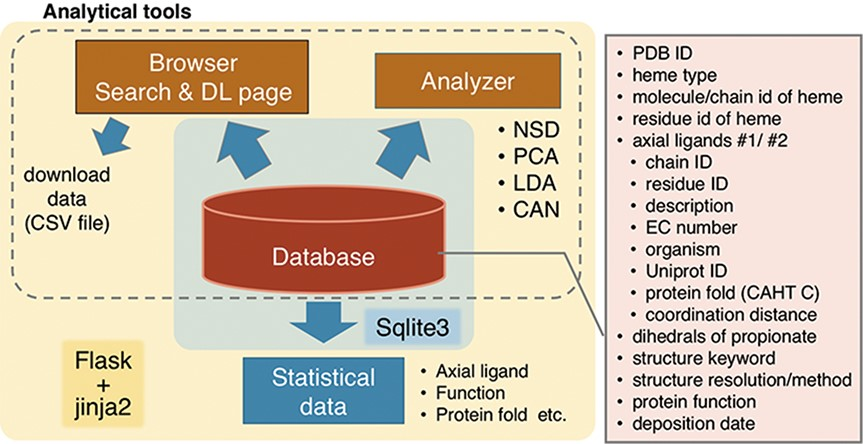 Analytical tools
Browser
Search & DL page
Analyzer
download
data
(CSV file)
• NSD
• PCA
• LDA
• CAN
Database
Sqlite3
Flask
+
jinja2
Statistical
data
• Axial ligand
• Function
• Protein fold etc.
• PDB ID
• heme type
• molecule/chain id of heme
• residue id of heme
• axial ligands #1/ #2
• chain ID
• residue ID
• description
• EC number
• organism
• Uniprot ID
• protein fold (CAHT C)
• coordination distance
• dihedrals of propionate
• structure keyword
• structure resolution/method
• protein function
• deposition date